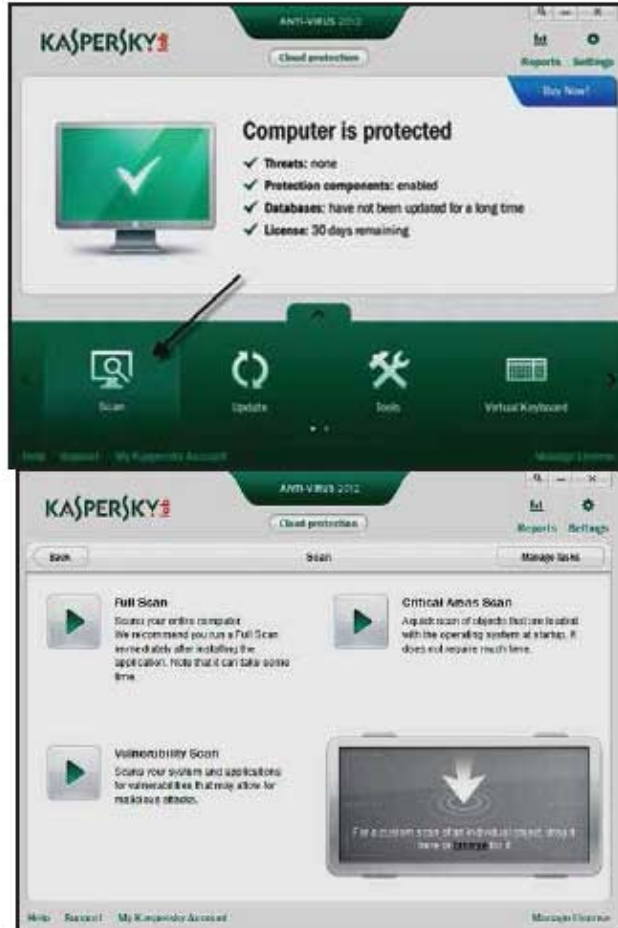 KASPERSKY lab
ANTI-VIRUS 2012
Cloud protection
Reports
Settings
Buy Now!
Computer is protected
Threats: none
Protection components: enabled
Databases: have not been updated for a long time
License: 30 days remaining
Scan
Update
Tools
Virtual Keyboard
Help Support My Kaspersky Account
Manage License
KASPERSKY lab
ANTI-VIRUS 2012
Cloud protection
Reports
Settings
Back
Scan
Manage tasks
Full Scan
Scans your entire computer
We recommend you run a Full Scan
immediately after installing the
application. Note that it can take some
time.
Critical Areas Scan
A quick scan of objects that are loaded
with the operating system at startup. It
does not require much time.
Vulnerability Scan
Scans your system and applications
for vulnerabilities that may allow for
malicious attacks.
For a custom scan of an individual object, drag it
here or browse for it
Help Support My Kaspersky Account
Manage License